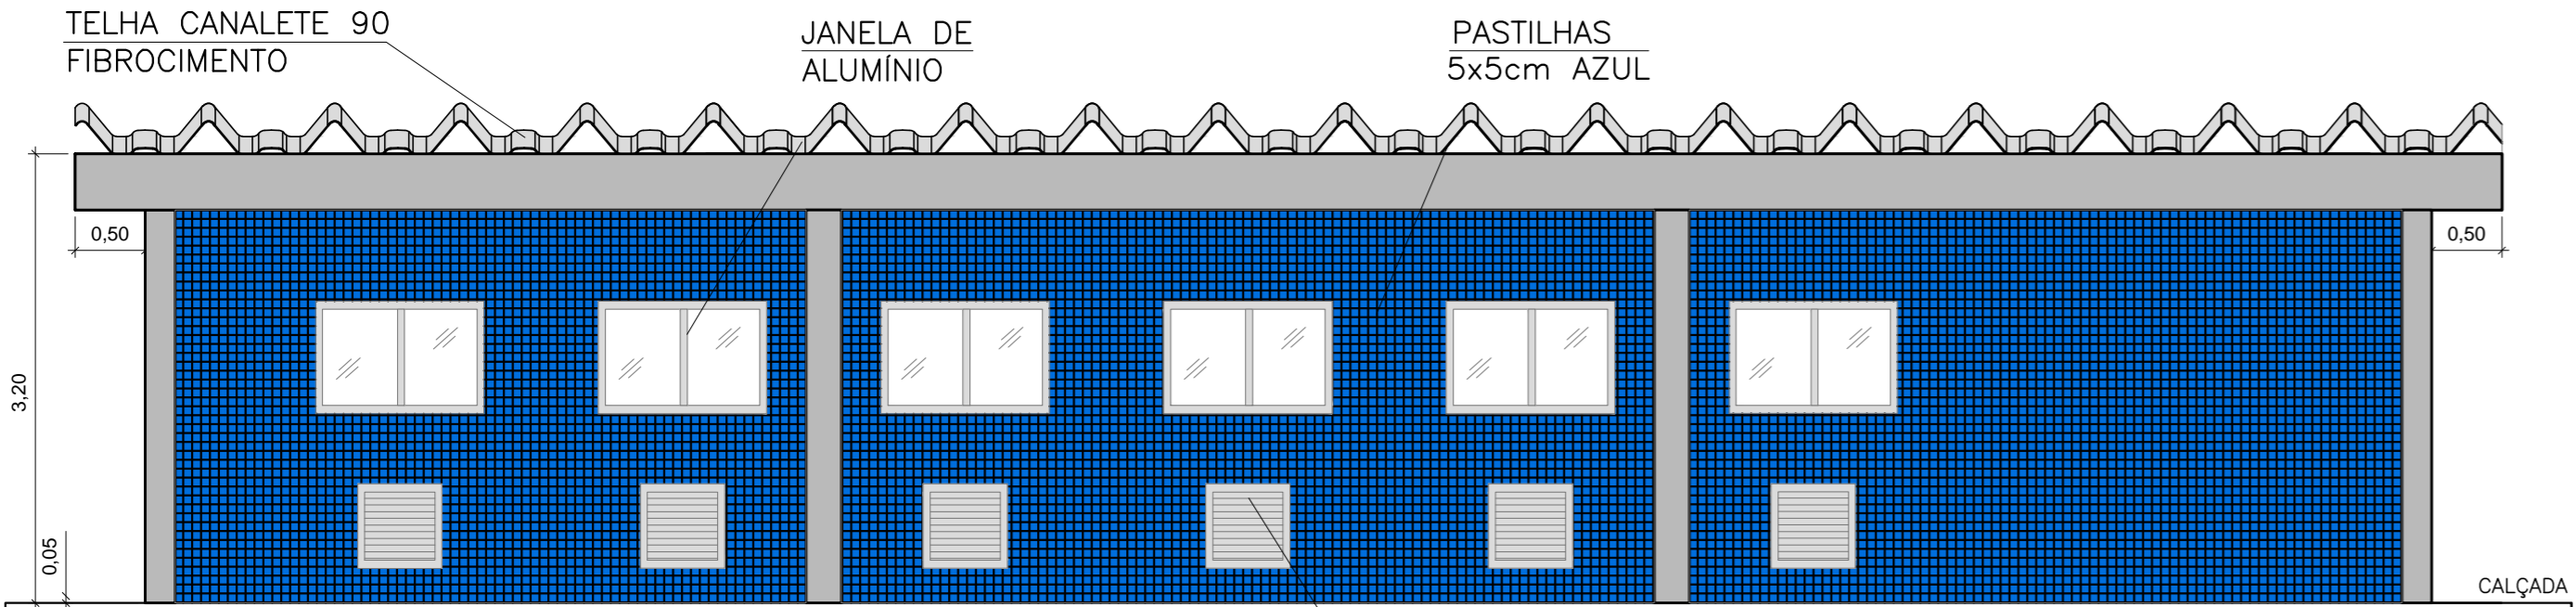 TELHA CANALETE 90
FIBROCIMENTO
JANELA DE
ALUMÍNIO
PASTILHAS
5x5cm AZUL
0,50
0,50
3,20
0,05
CALÇADA